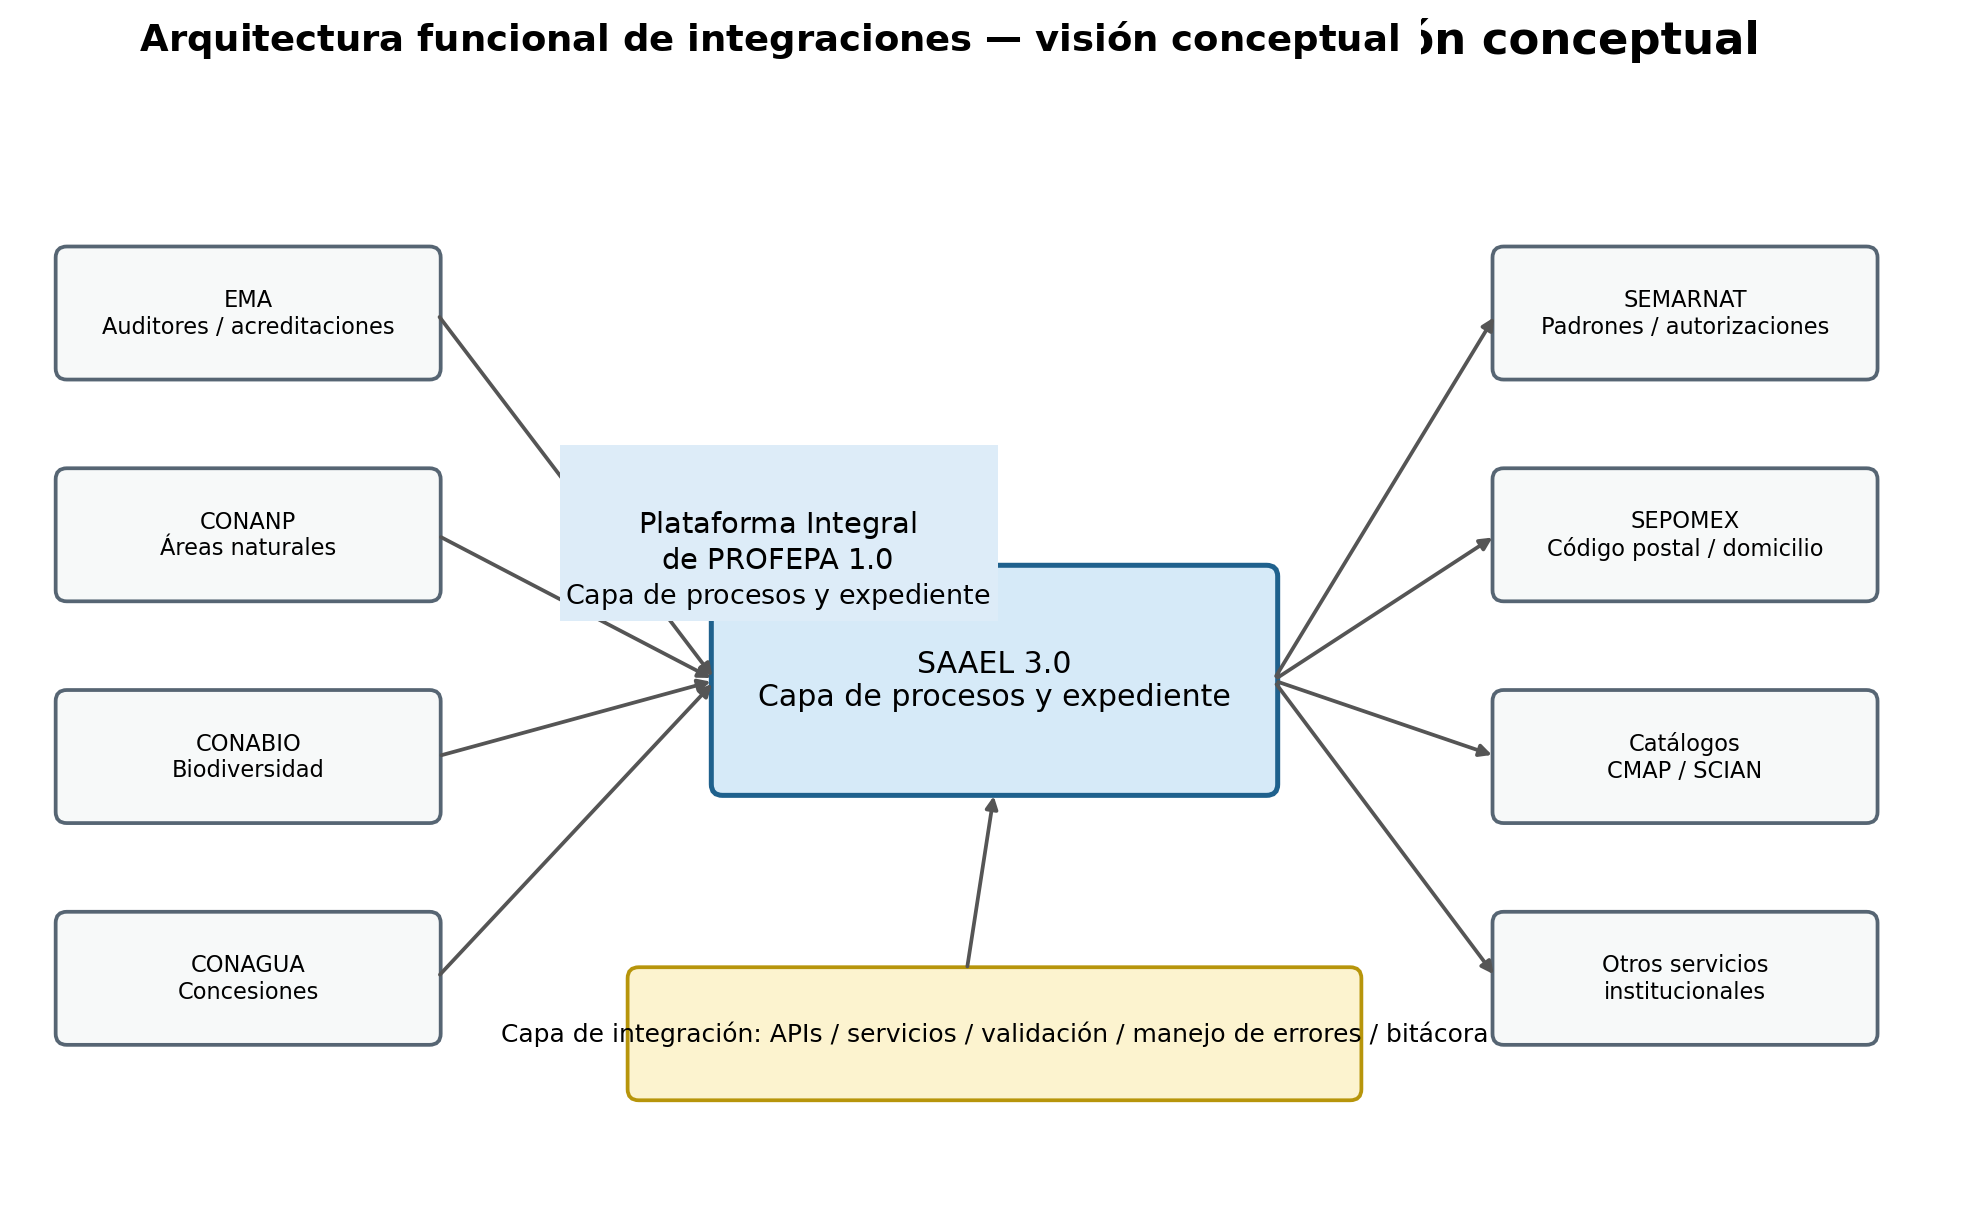 Arquitectura funcional de integraciones — visión conceptual ón conceptual
EMA
Auditores / acreditaciones
SEMARNAT
Padrones / autorizaciones
CONANP
Áreas naturales
Plataforma Integral
de PROFEPA 1.0
Capa de procesos y expediente
SEPOMEX
Código postal / domicilio
SAAEL 3.0
Capa de procesos y expediente
CONABIO
Biodiversidad
Catálogos
CMAP / SCIAN
CONAGUA
Concesiones
Otros servicios
institucionales
Capa de integración: APIs / servicios / validación / manejo de errores / bitácora